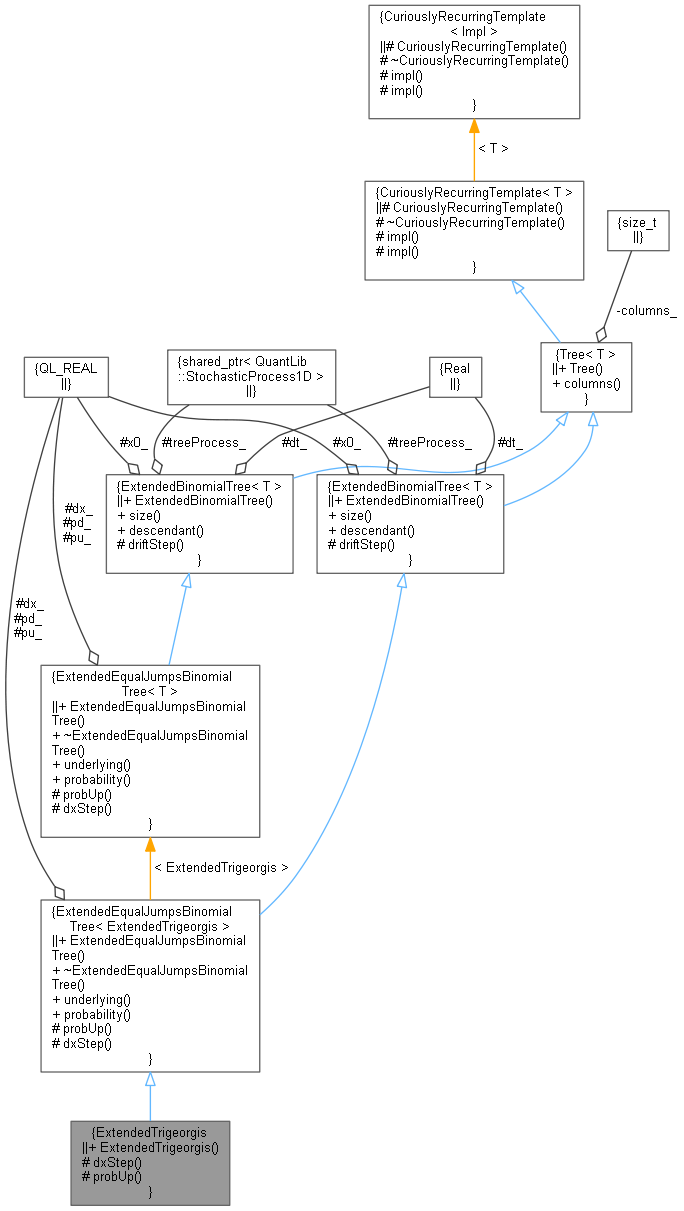 {CuriouslyRecurringTemplate
< Impl >
||# CuriouslyRecurringTemplate()
# ~CuriouslyRecurringTemplate()
# impl()
# impl()
}
< T >
{CuriouslyRecurringTemplate< T >
||# CuriouslyRecurringTemplate()
# ~CuriouslyRecurringTemplate()
# impl()
# impl()
}
{size_t
||}
-columns_
{QL_REAL
||}
{shared_ptr< QuantLib
::StochasticProcess1D >
||}
{Real
||}
{Tree< T >
||+ Tree()
+ columns()
}
#x0_
#treeProcess_
#dt_
#x0_
#treeProcess_
#dt_
{ExtendedBinomialTree< T >
||+ ExtendedBinomialTree()
+ size()
+ descendant()
# driftStep()
}
{ExtendedBinomialTree< T >
||+ ExtendedBinomialTree()
+ size()
+ descendant()
# driftStep()
}
#dx_
#pd_
#pu_
#dx_
#pd_
#pu_
{ExtendedEqualJumpsBinomial
Tree< T >
||+ ExtendedEqualJumpsBinomial
Tree()
+ ~ExtendedEqualJumpsBinomial
Tree()
+ underlying()
+ probability()
# probUp()
# dxStep()
}
< ExtendedTrigeorgis >
{ExtendedEqualJumpsBinomial
Tree< ExtendedTrigeorgis >
||+ ExtendedEqualJumpsBinomial
Tree()
+ ~ExtendedEqualJumpsBinomial
Tree()
+ underlying()
+ probability()
# probUp()
# dxStep()
}
{ExtendedTrigeorgis
||+ ExtendedTrigeorgis()
# dxStep()
# probUp()
}